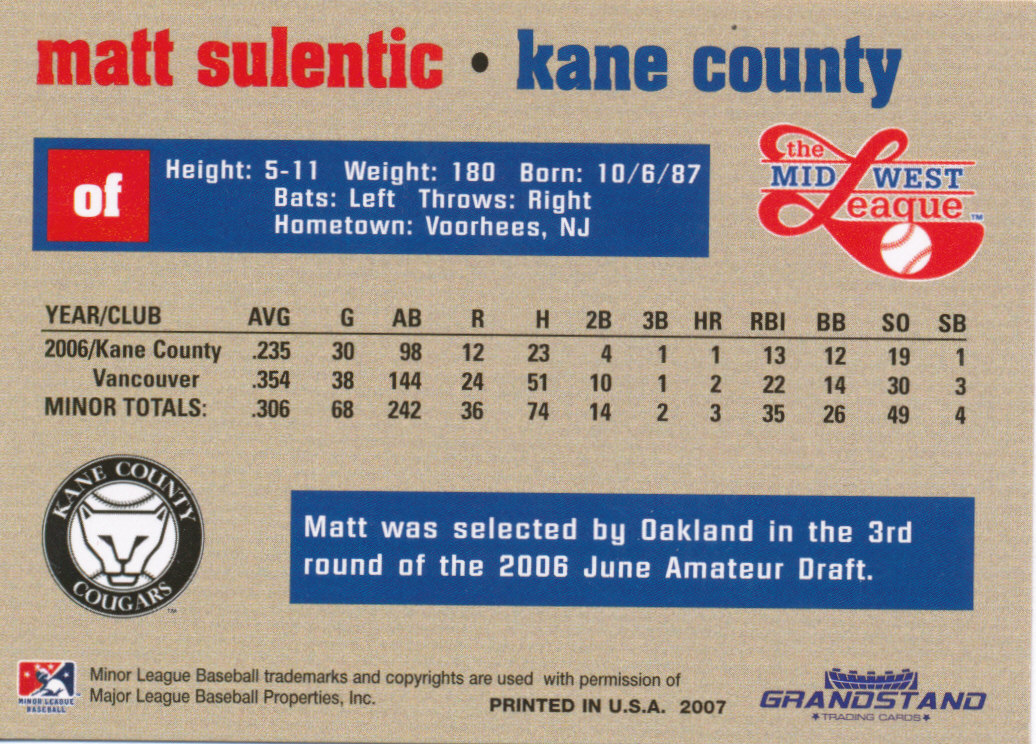 matt sulentic • kane county
of
Height: 5-11 Weight: 180 Born: 10/6/87
Bats: Left Throws: Right
Hometown: Voorhees, NJ
the
MIDWEST
League™
YEAR/CLUB AVG G AB R H 2B 3B HR RBI BB SO SB
2006/Kane County .235 30 98 12 23 4 1 1 13 12 19 1
Vancouver .354 38 144 24 51 10 1 2 22 14 30 3
MINOR TOTALS: .306 68 242 36 74 14 2 3 35 26 49 4
KANE COUNTY
COUGARS™
Matt was selected by Oakland in the 3rd
round of the 2006 June Amateur Draft.
MINOR LEAGUE
BASEBALL
Minor League Baseball trademarks and copyrights are used with permission of
Major League Baseball Properties, Inc.
PRINTED IN U.S.A. 2007
GRANDSTAND
★TRADING CARDS★